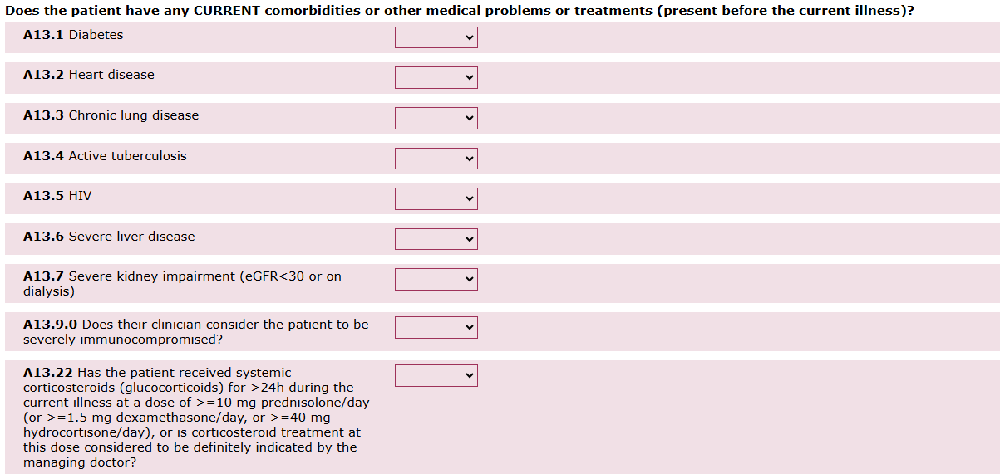 Does the patient have any CURRENT comorbidities or other medical problems or treatments (present before the current illness)?
A13.1 Diabetes
A13.2 Heart disease
A13.3 Chronic lung disease
A13.4 Active tuberculosis
A13.5 HIV
A13.6 Severe liver disease
A13.7 Severe kidney impairment (eGFR<30 or on
dialysis)
A13.9.0 Does their clinician consider the patient to be
severely immunocompromised?
A13.22 Has the patient received systemic
corticosteroids (glucocorticoids) for >24h during the
current illness at a dose of >=10 mg prednisolone/day
(or >=1.5 mg dexamethasone/day, or >=40 mg
hydrocortisone/day), or is corticosteroid treatment at
this dose considered to be definitely indicated by the
managing doctor?